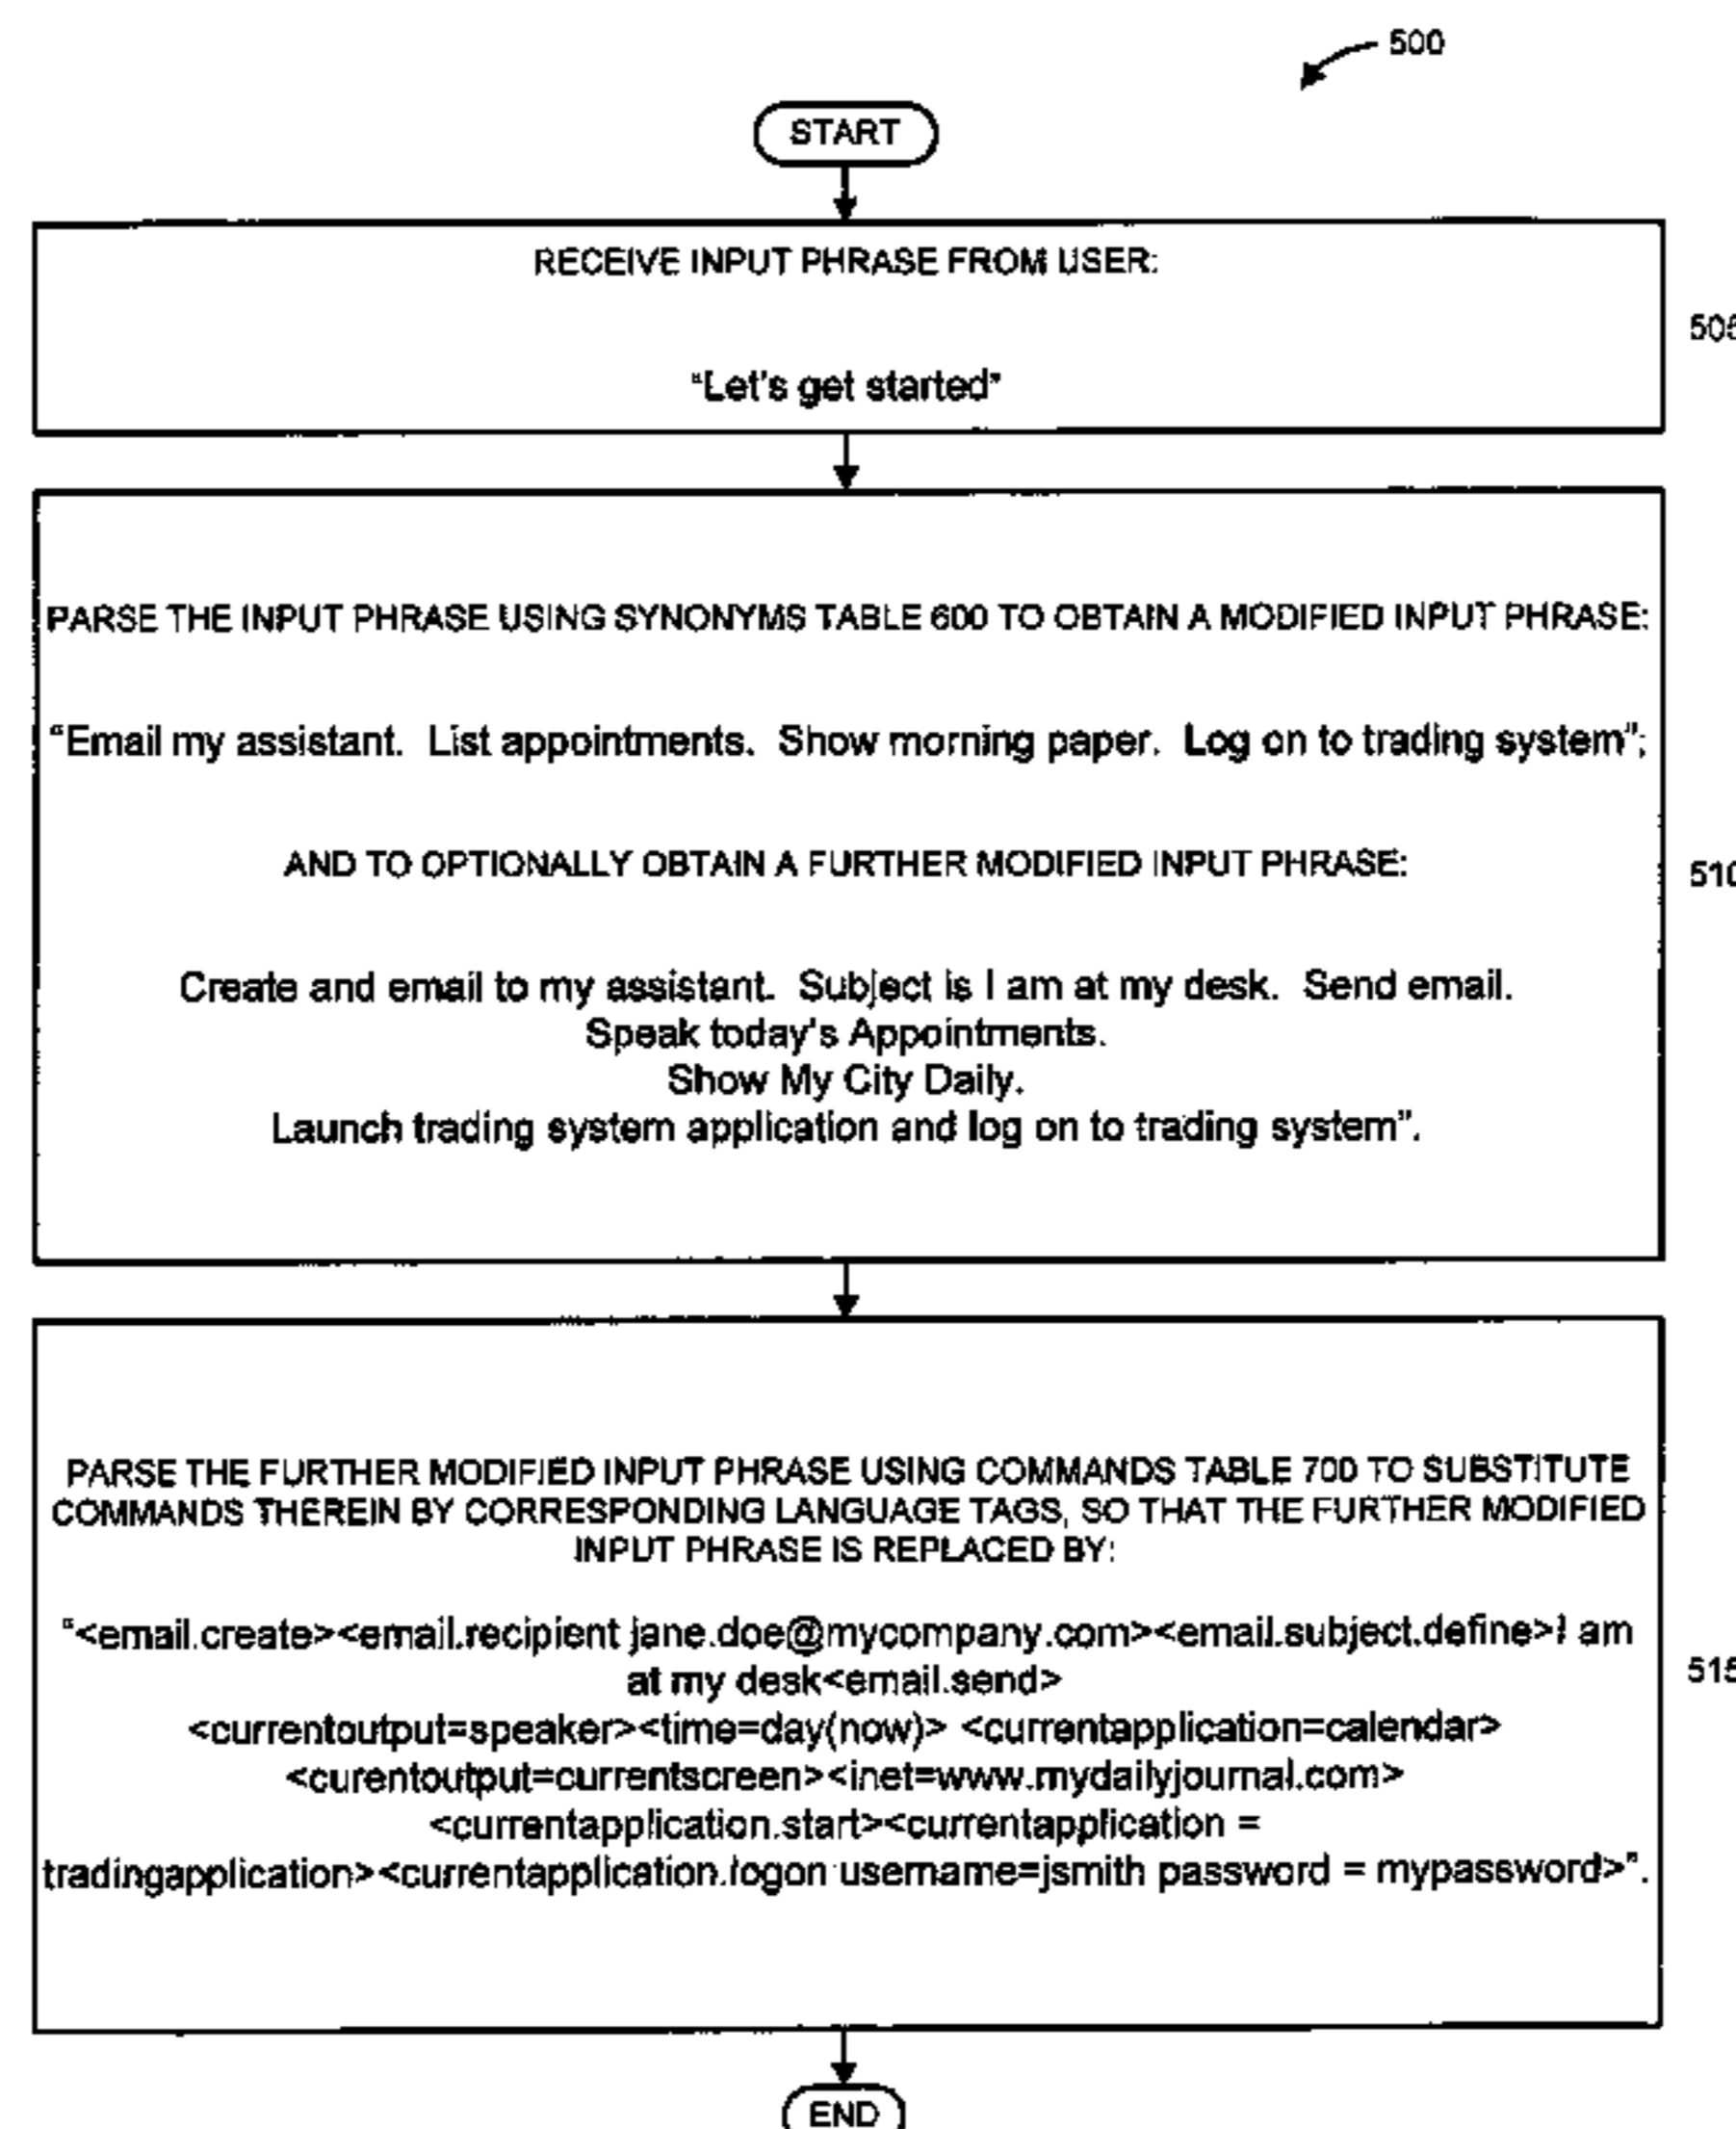 500
START
RECEIVE INPUT PHRASE FROM USER:
“Let's get started”
505
PARSE THE INPUT PHRASE USING SYNONYMS TABLE 600 TO OBTAIN A MODIFIED INPUT PHRASE:
“Email my assistant. List appointments. Show morning paper. Log on to trading system”;
AND TO OPTIONALLY OBTAIN A FURTHER MODIFIED INPUT PHRASE:
510
Create and email to my assistant. Subject is I am at my desk. Send email.
Speak today's Appointments.
Show My City Daily.
Launch trading system application and log on to trading system”.
PARSE THE FURTHER MODIFIED INPUT PHRASE USING COMMANDS TABLE 700 TO SUBSTITUTE
COMMANDS THEREIN BY CORRESPONDING LANGUAGE TAGS, SO THAT THE FURTHER MODIFIED
INPUT PHRASE IS REPLACED BY:
“<email.create><email.recipient jane.doe@mycompany.com><email.subject.define>I am
at my desk<email.send>
515
<currentoutput=speaker><time=day(now)> <currentapplication=calendar>
<curentoutput=currentscreen><inet=www.mydailyjournal.com>
<currentapplication.start><currentapplication =
tradingapplication><currentapplication.logon username=jsmith password = mypassword>”.
END